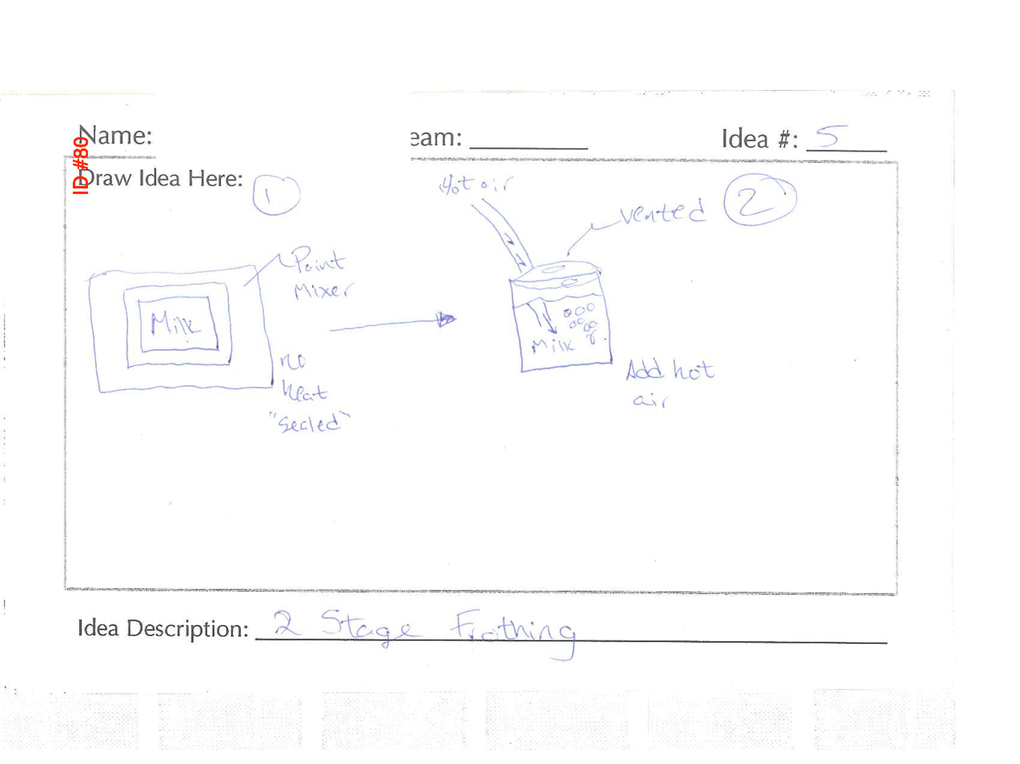 Name:
eam:
Idea #: 5
ID #80
Draw Idea Here:
1
Hot air
vented
2
Paint
Mixer
Milk
no
heat
"sealed"
Milk
Add hot
air
Idea Description: 2 Stage Frothing